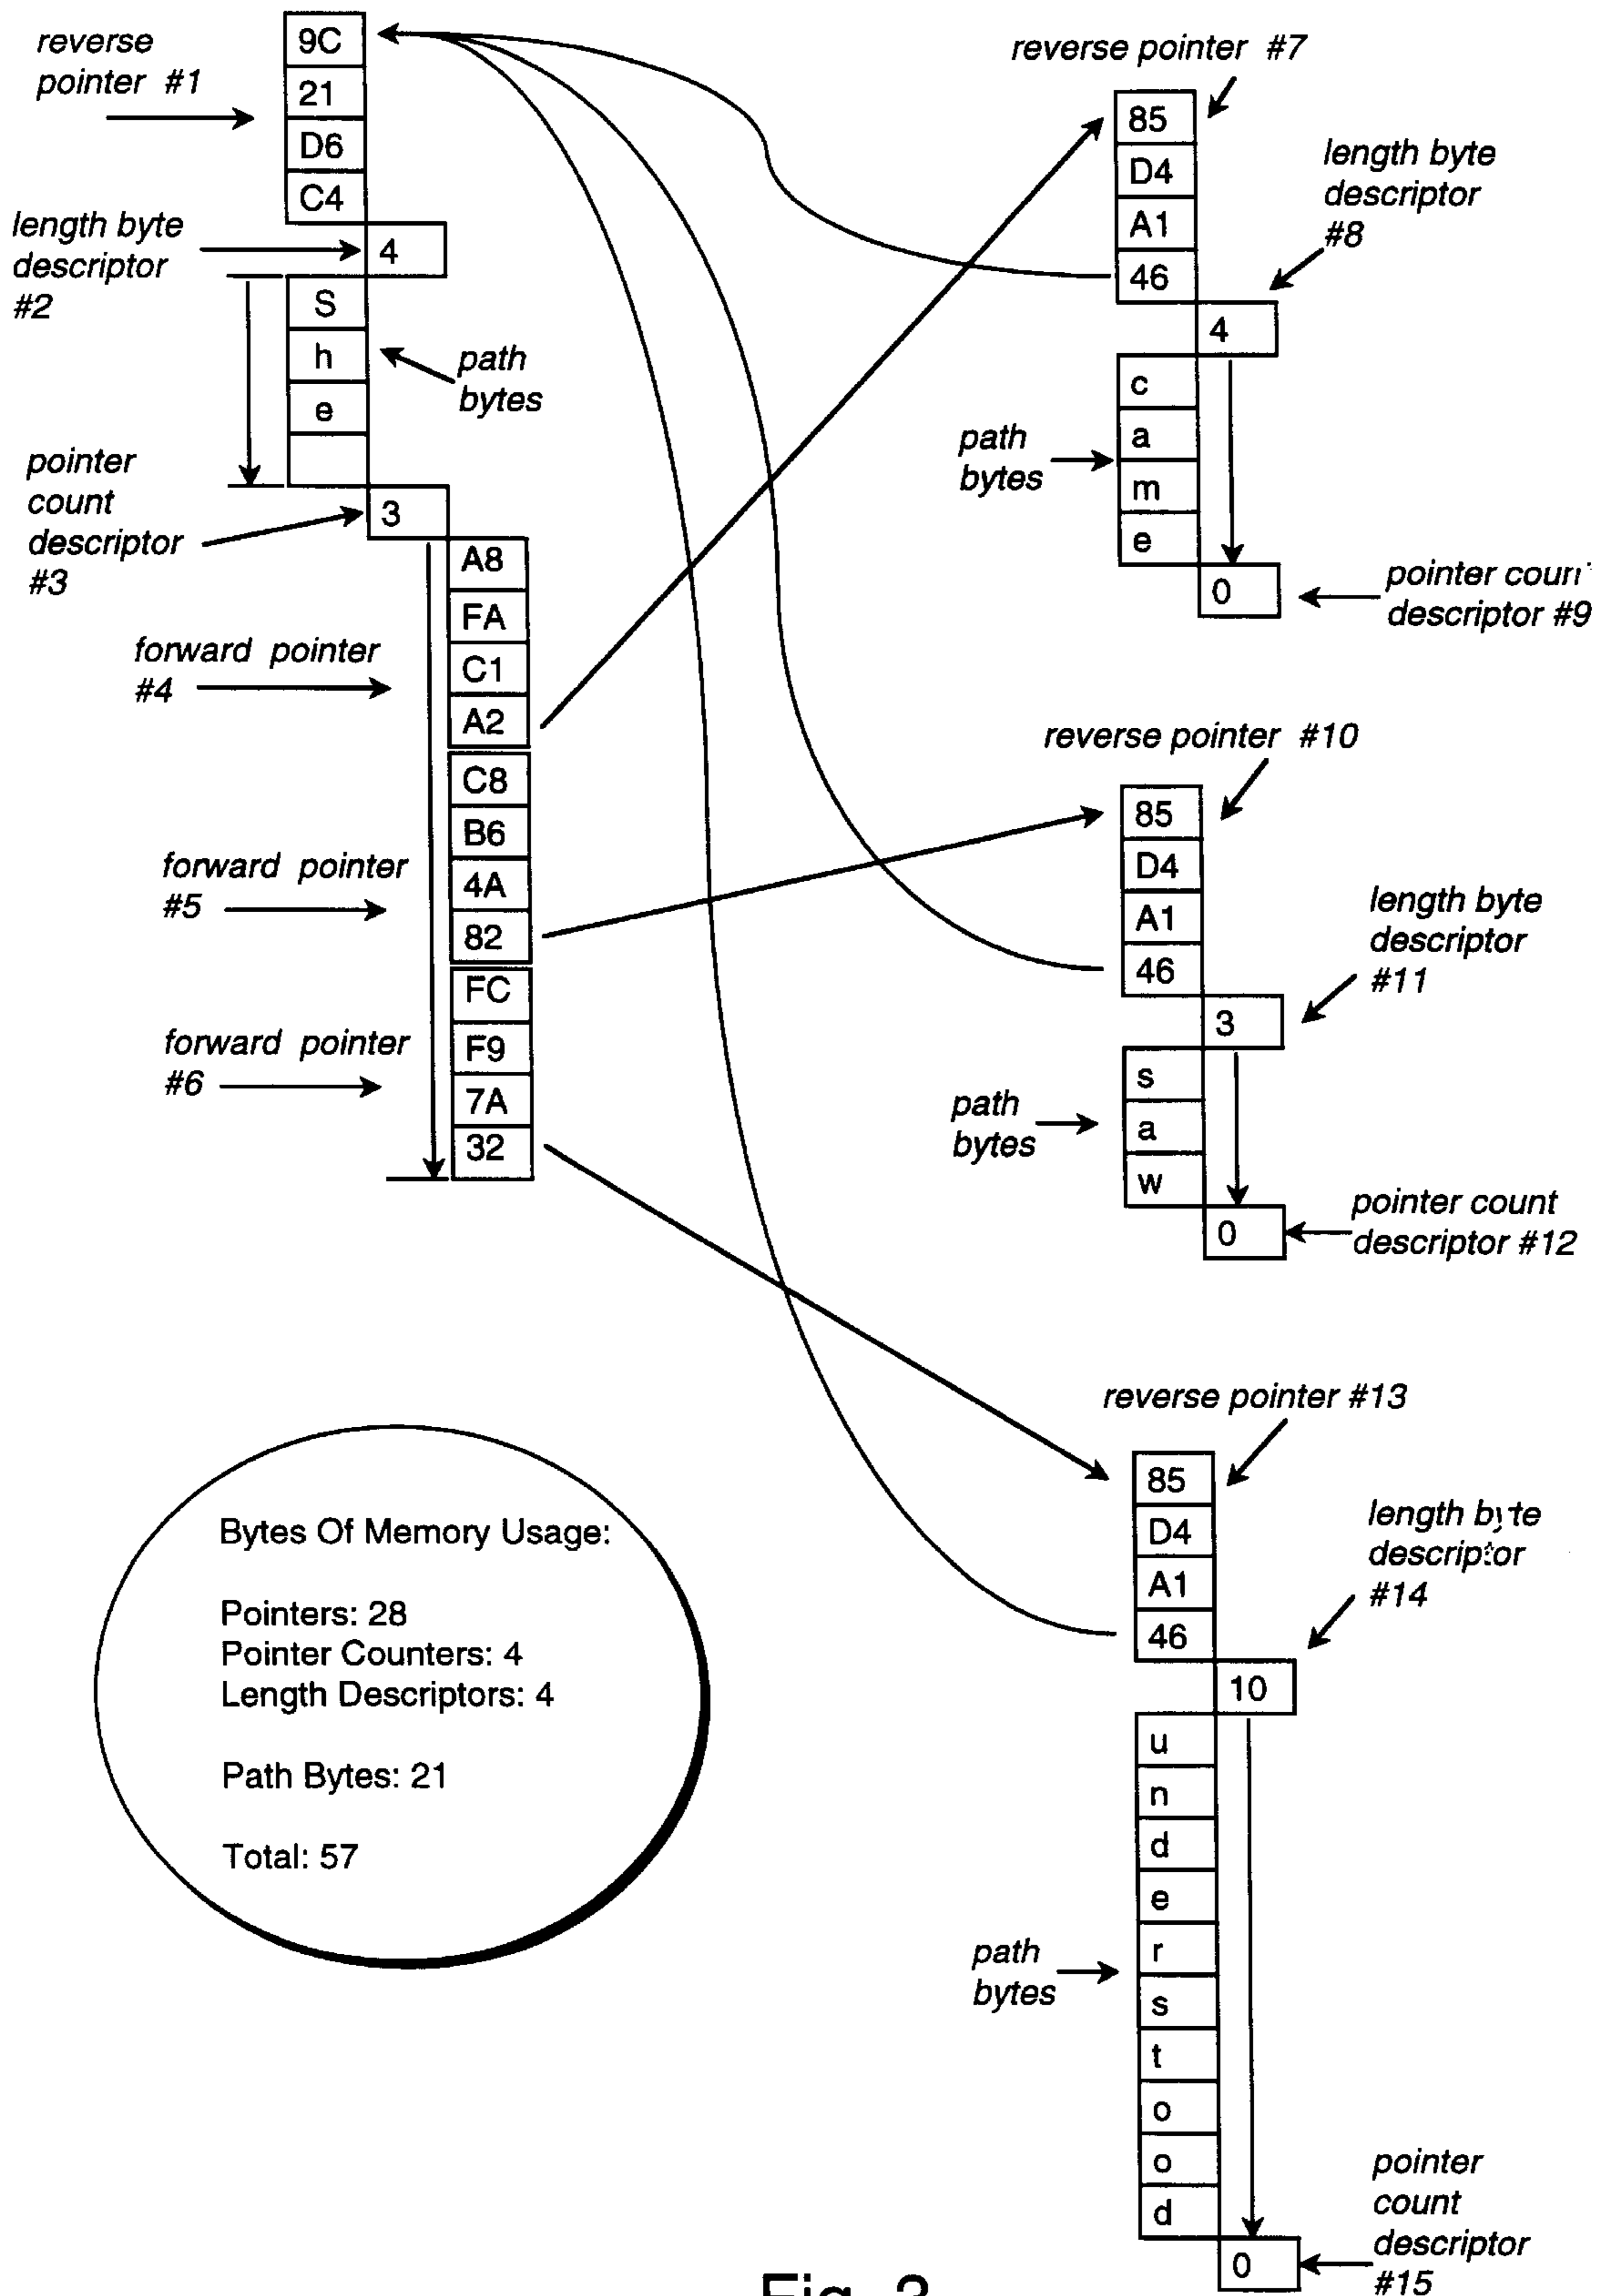 reverse
pointer #1
9C
21
D6
C4
length byte
descriptor
#2
4
S
h
e
path
bytes
pointer
count
descriptor
#3
3
A8
FA
C1
A2
forward pointer
#4
C8
B6
4A
82
forward pointer
#5
FC
F9
7A
32
forward pointer
#6
reverse pointer #7
85
D4
A1
46
length byte
descriptor
#8
4
c
a
m
e
path
bytes
0
pointer
descriptor #9
reverse pointer #10
85
D4
A1
46
length byte
descriptor
#11
3
s
a
w
path
bytes
0
pointer count
descriptor #12
reverse pointer #13
85
D4
A1
46
length byte
descriptor
#14
10
u
n
d
e
r
s
t
o
o
d
path
bytes
0
pointer
count
descriptor
#15
Bytes Of Memory Usage:
Pointers: 28
Pointer Counters: 4
Length Descriptors: 4
Path Bytes: 21
Total: 57
Fig.